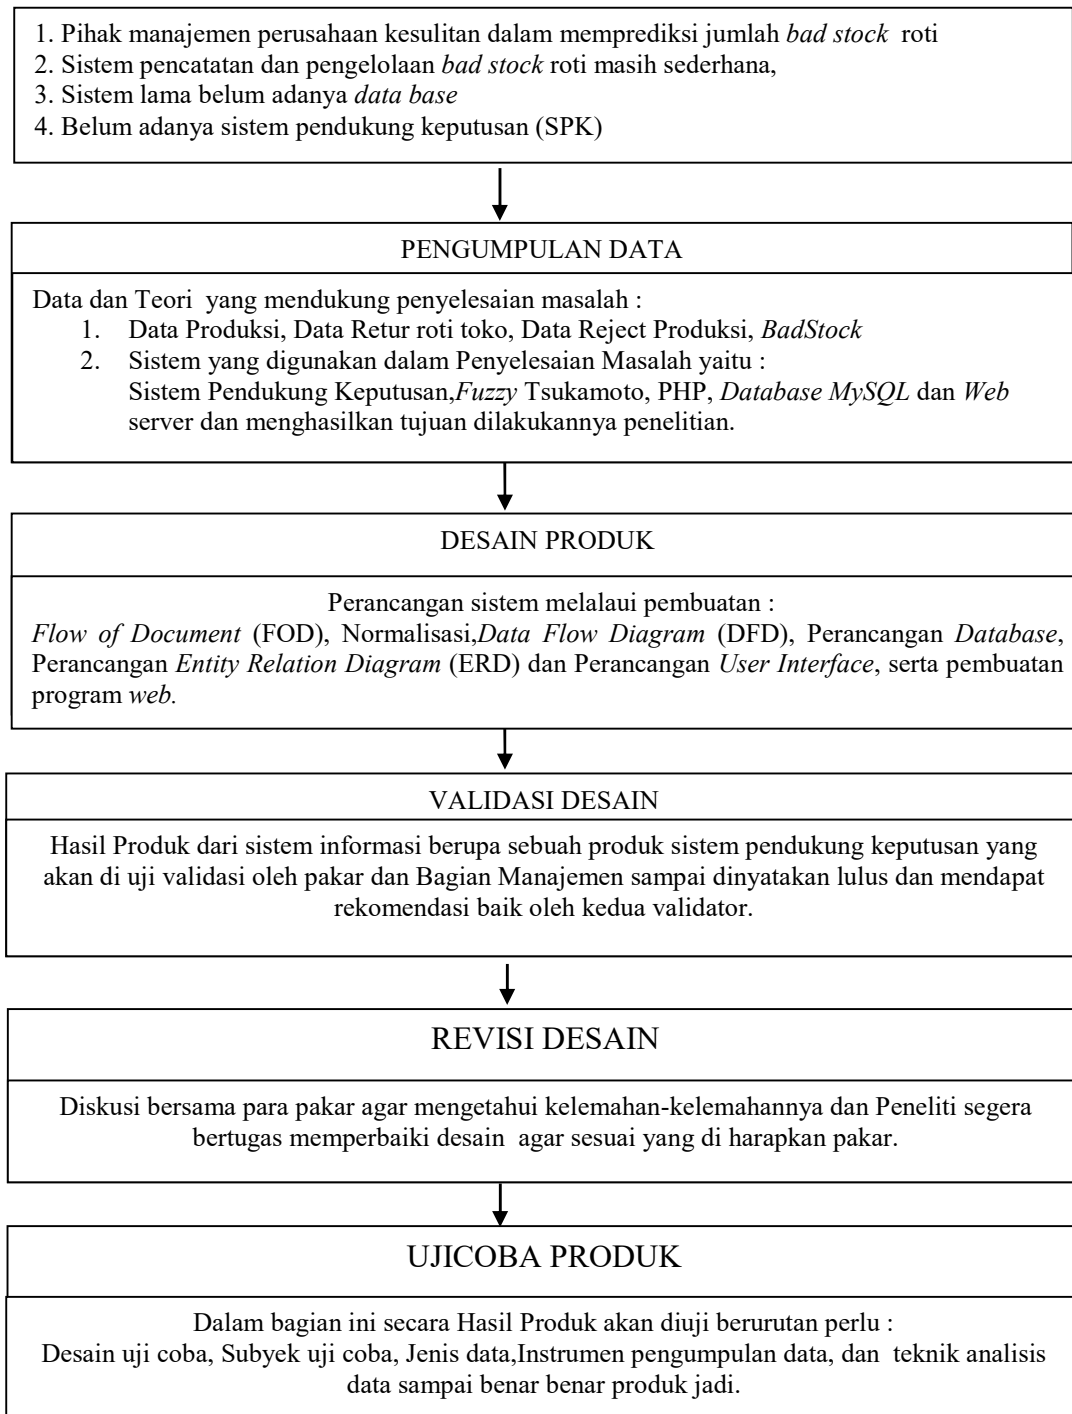 1. Pihak manajemen perusahaan kesulitan dalam memprediksi jumlah bad stock roti
2. Sistem pencatatan dan pengelolaan bad stock roti masih sederhana,
3. Sistem lama belum adanya data base
4. Belum adanya sistem pendukung keputusan (SPK)
PENGUMPULAN DATA
Data dan Teori yang mendukung penyelesaian masalah :
1. Data Produksi, Data Retur roti toko, Data Reject Produksi, BadStock
2. Sistem yang digunakan dalam Penyelesaian Masalah yaitu :
Sistem Pendukung Keputusan,Fuzzy Tsukamoto, PHP, Database MySQL dan Web
server dan menghasilkan tujuan dilakukannya penelitian.
DESAIN PRODUK
Perancangan sistem melalaui pembuatan :
Flow of Document (FOD), Normalisasi,Data Flow Diagram (DFD), Perancangan Database,
Perancangan Entity Relation Diagram (ERD) dan Perancangan User Interface, serta pembuatan
program web.
VALIDASI DESAIN
Hasil Produk dari sistem informasi berupa sebuah produk sistem pendukung keputusan yang
akan di uji validasi oleh pakar dan Bagian Manajemen sampai dinyatakan lulus dan mendapat
rekomendasi baik oleh kedua validator.
REVISI DESAIN
Diskusi bersama para pakar agar mengetahui kelemahan-kelemahannya dan Peneliti segera
bertugas memperbaiki desain agar sesuai yang di harapkan pakar.
UJICOBA PRODUK
Dalam bagian ini secara Hasil Produk akan diuji berurutan perlu :
Desain uji coba, Subyek uji coba, Jenis data,Instrumen pengumpulan data, dan teknik analisis
data sampai benar benar produk jadi.